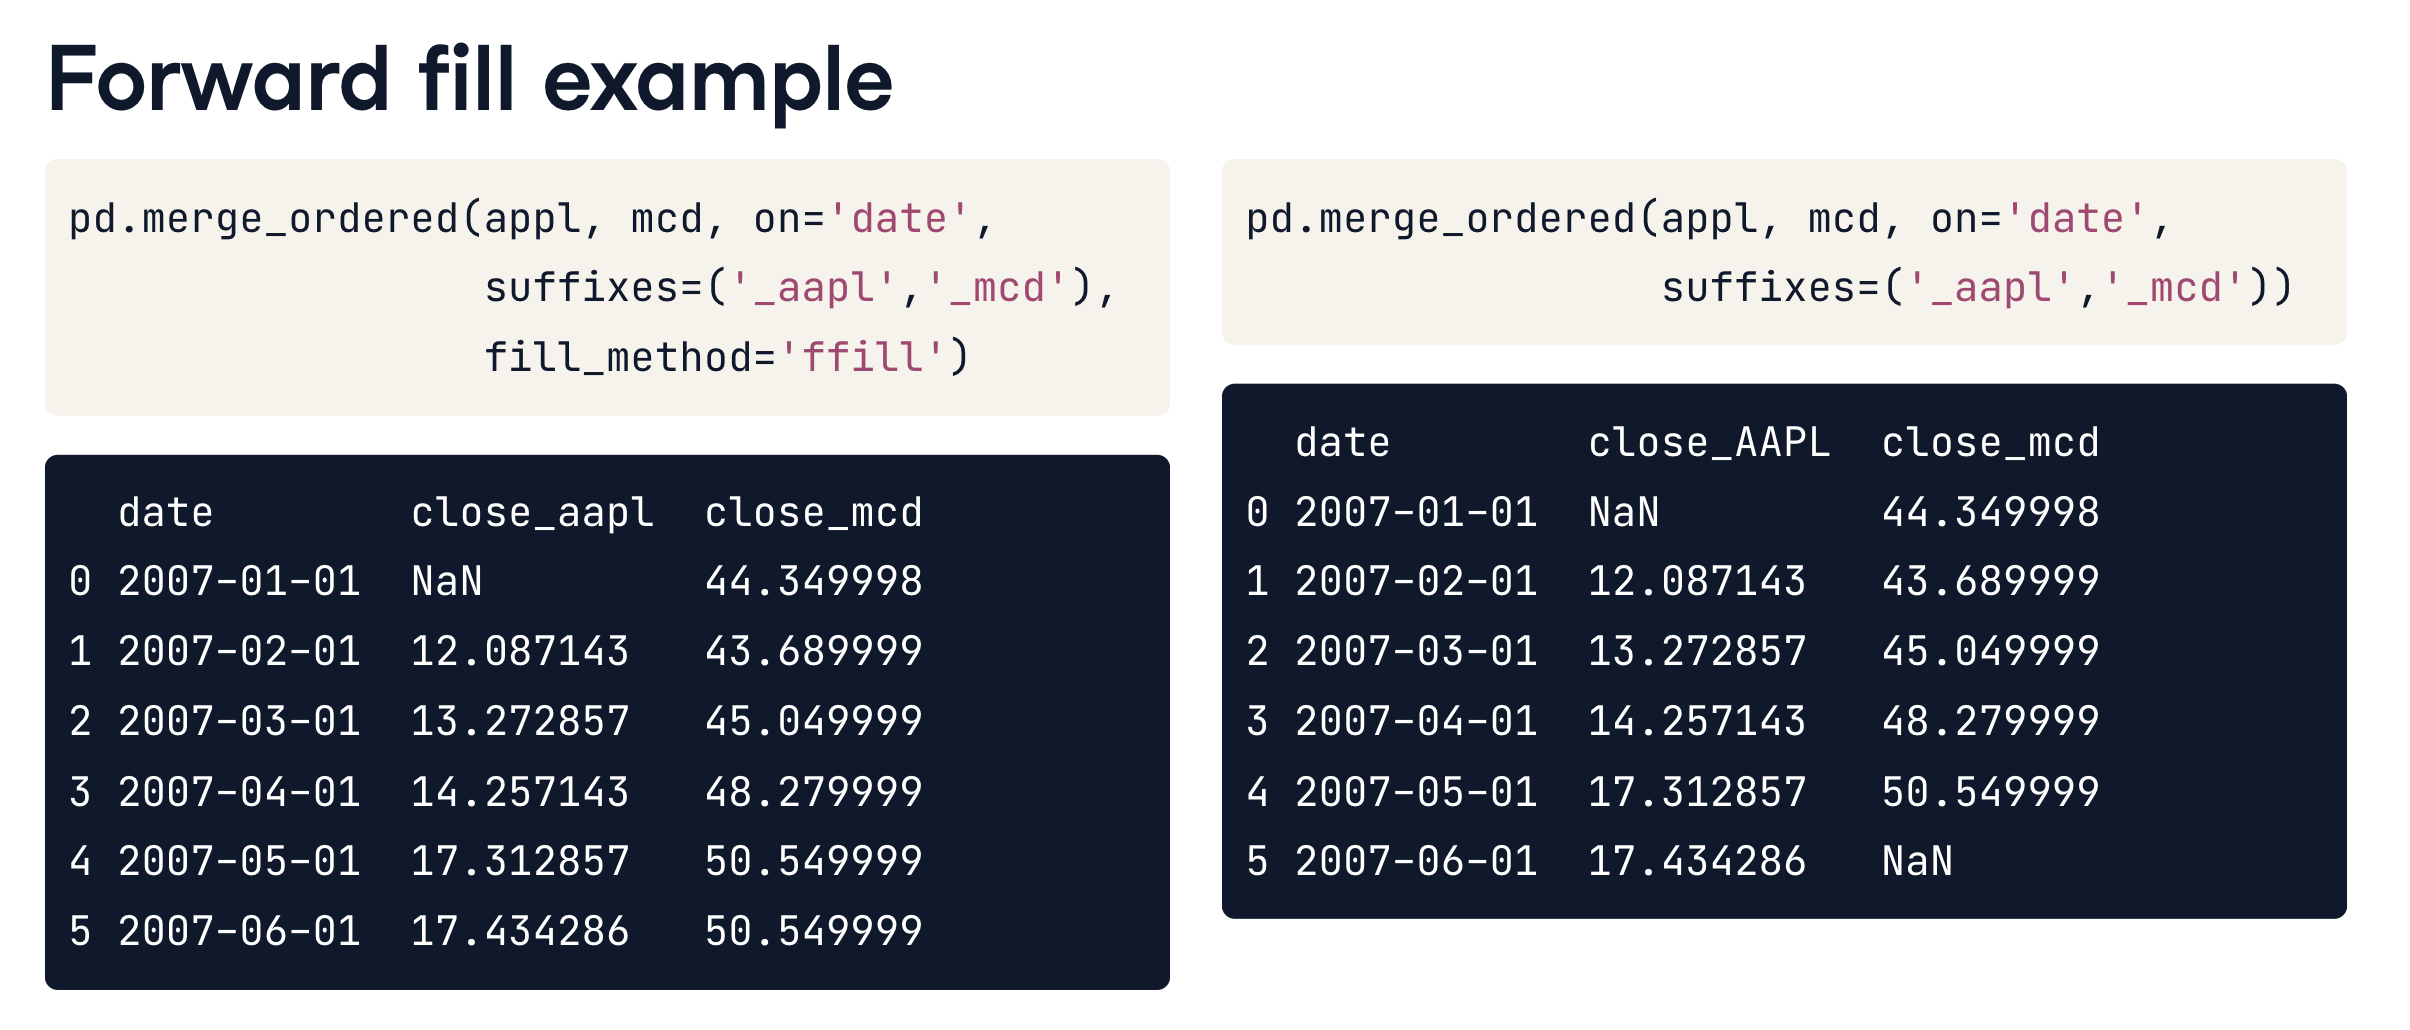 Forward fill example
pd.merge_ordered(appl, mcd, on='date',
suffixes=('_aapl','_mcd'),
fill_method='ffill')
date close_aapl close_mcd
0 2007-01-01 NaN 44.349998
1 2007-02-01 12.087143 43.689999
2 2007-03-01 13.272857 45.049999
3 2007-04-01 14.257143 48.279999
4 2007-05-01 17.312857 50.549999
5 2007-06-01 17.434286 50.549999
pd.merge_ordered(appl, mcd, on='date',
suffixes=('_aapl','_mcd'))
date close_AAPL close_mcd
0 2007-01-01 NaN 44.349998
1 2007-02-01 12.087143 43.689999
2 2007-03-01 13.272857 45.049999
3 2007-04-01 14.257143 48.279999
4 2007-05-01 17.312857 50.549999
5 2007-06-01 17.434286 NaN